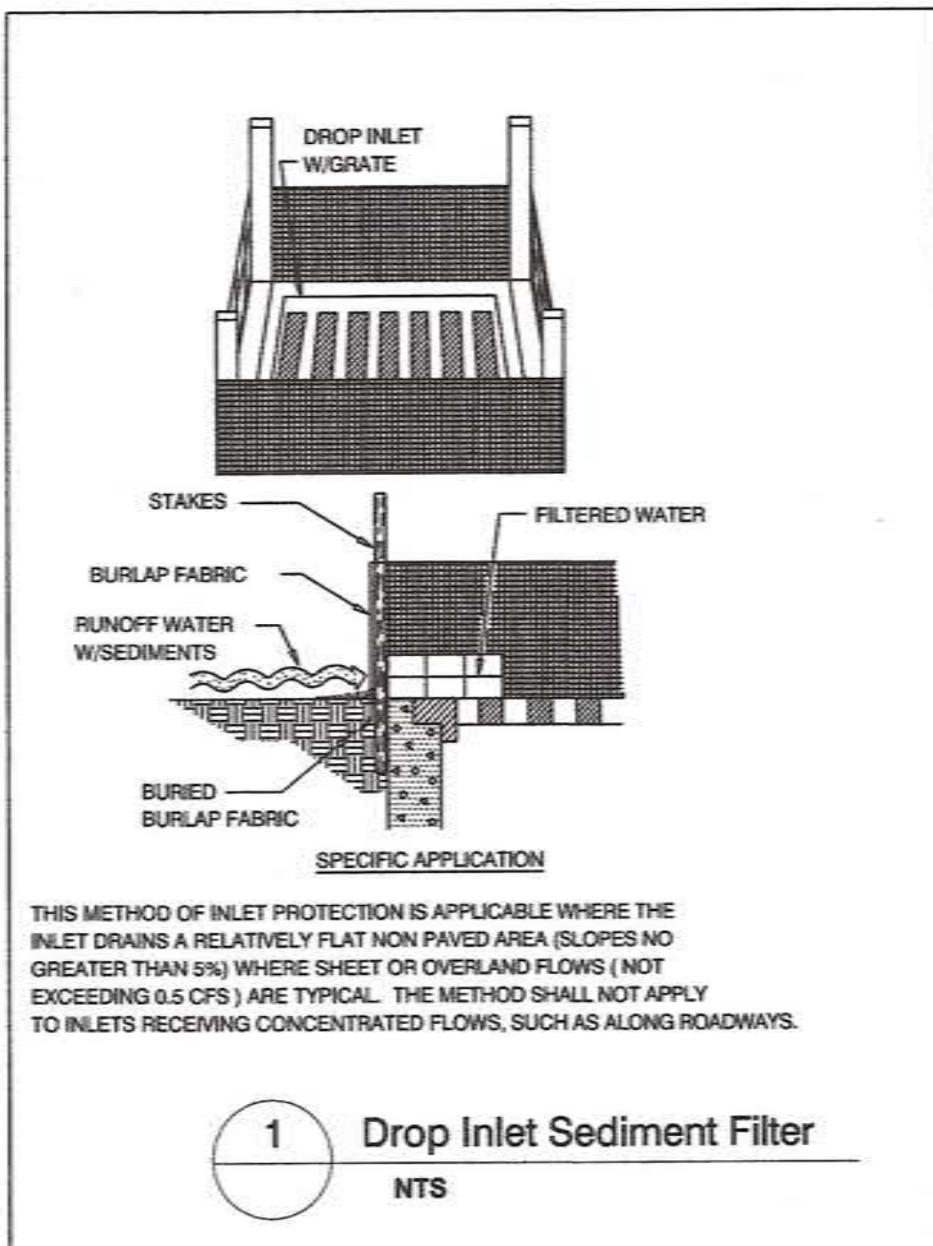 DROP INLET
W/GRATE
STAKES
FILTERED WATER
BURLAP FABRIC
RUNOFF WATER
W/SEDIMENTS
BURIED
BURLAP FABRIC
SPECIFIC APPLICATION
THIS METHOD OF INLET PROTECTION IS APPLICABLE WHERE THE
INLET DRAINS A RELATIVELY FLAT NON PAVED AREA (SLOPES NO
GREATER THAN 5%) WHERE SHEET OR OVERLAND FLOWS ( NOT
EXCEEDING 0.5 CFS ) ARE TYPICAL. THE METHOD SHALL NOT APPLY
TO INLETS RECEIVING CONCENTRATED FLOWS, SUCH AS ALONG ROADWAYS.
1 Drop Inlet Sediment Filter
NTS